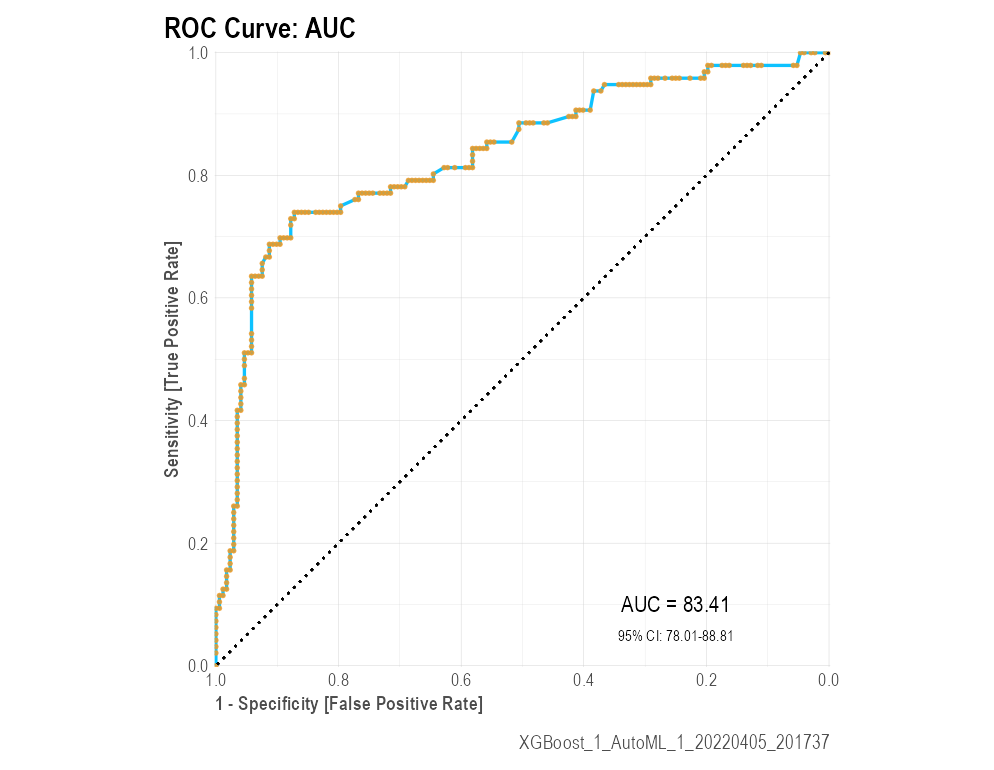 ROC Curve: AUC
1.0
0.8
0.6
0.4
0.2
0.0
Sensitivity [True Positive Rate]
AUC = 83.41
95% CI: 78.01-88.81
1.0 0.8 0.6 0.4 0.2 0.0
1 - Specificity [False Positive Rate]
XGBoost_1_AutoML_1_20220405_201737